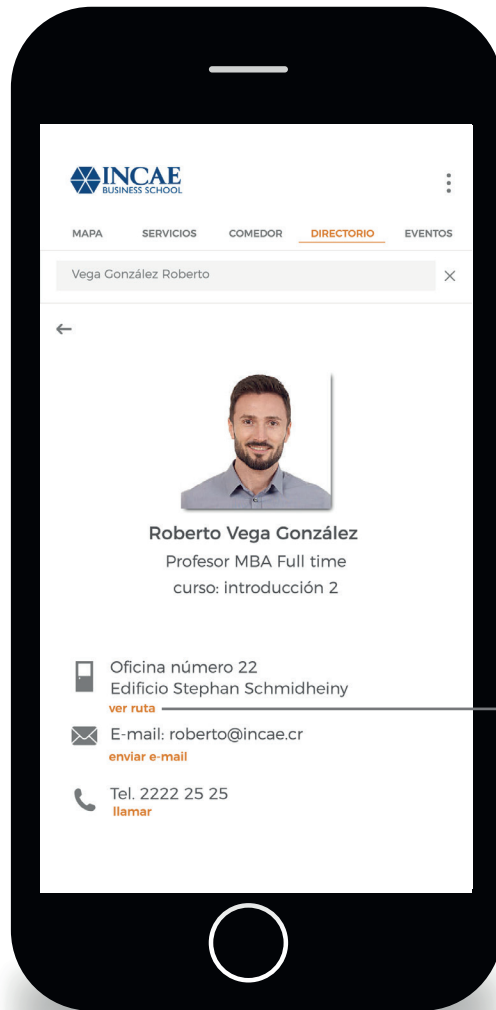 INCAE
BUSINESS SCHOOL
MAPA SERVICIOS COMEDOR DIRECTORIO EVENTOS
Vega González Roberto
Roberto Vega González
Profesor MBA Full time
curso: introducción 2
Oficina número 22
Edificio Stephan Schmidheiny
ver ruta
E-mail: roberto@incae.cr
enviar e-mail
Tel. 2222 25 25
llamar